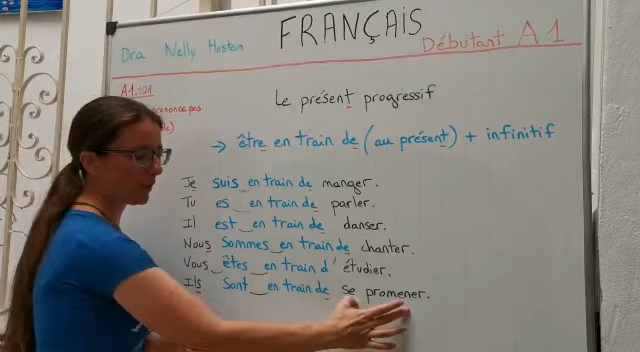 FRANÇAIS
Dra Nelly Hostein
Débutant A1
A1.101
prononce pas
Le présent progressif
→ être en train de (au présent) + infinitif
Je suis en train de manger.
Tu es en train de parler.
Il est en train de danser.
Nous sommes en train de chanter.
Vous êtes en train d'étudier.
Ils sont en train de se promener.